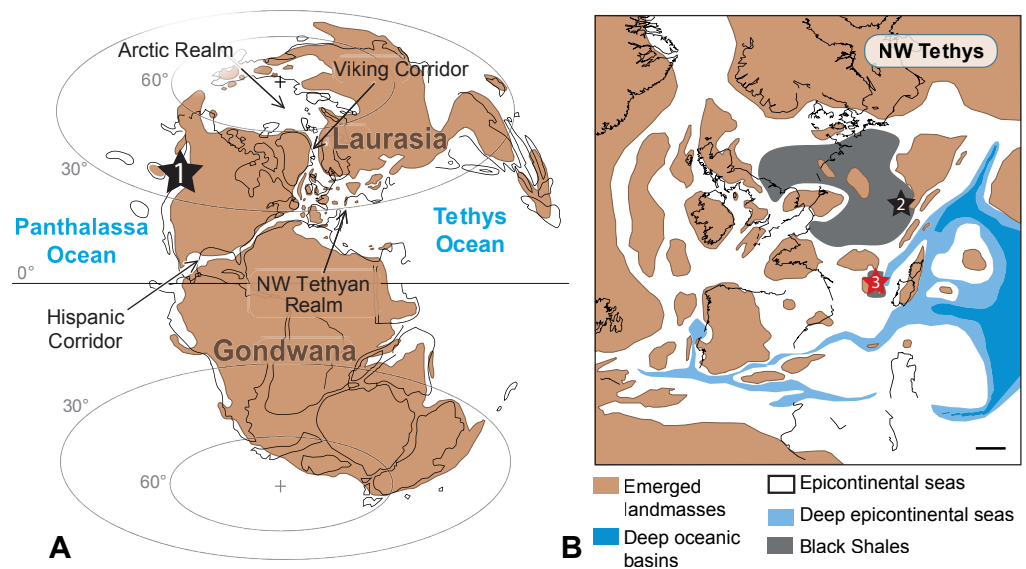 A
Arctic Realm
Viking Corridor
60°
Laurasia
1
30°
Panthalassa
Ocean
Tethys
Ocean
0°
NW Tethyan
Realm
Hispanic
Corridor
Gondwana
30°
60°
B
NW Tethys
2
3
Emerged
landmasses
Deep oceanic
basins
Epicontinental seas
Deep epicontinental seas
Black Shales